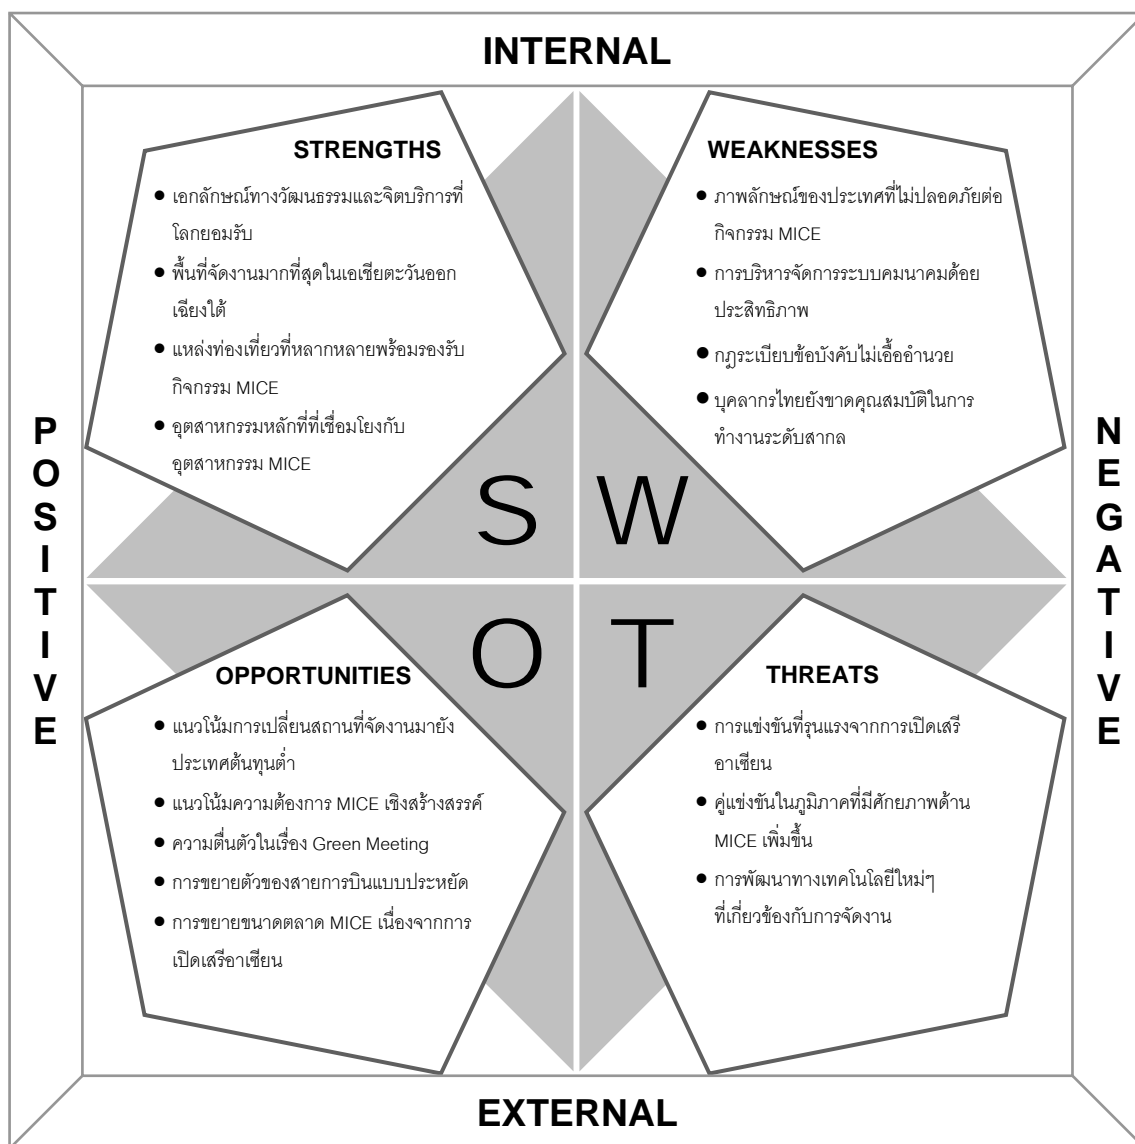 INTERNAL
STRENGTHS
● เอกลักษณ์ทางวัฒนธรรมและจิตบริการที่
โลกยอมรับ
● พื้นที่จัดงานมากที่สุดในเอเชียตะวันออก
เฉียงใต้
● แหล่งท่องเที่ยวที่หลากหลายพร้อมรองรับ
กิจกรรม MICE
● อุตสาหกรรมหลักที่ที่เชื่อมโยงกับ
อุตสาหกรรม MICE
WEAKNESSES
● ภาพลักษณ์ของประเทศที่ไม่ปลอดภัยต่อ
กิจกรรม MICE
● การบริหารจัดการระบบคมนาคมด้อย
ประสิทธิภาพ
● กฎระเบียบข้อบังคับไม่เอื้ออำนวย
● บุคลากรไทยยังขาดคุณสมบัติในการ
ทำงานระดับสากล
POSITIVE
NEGATIVE
S W
O T
OPPORTUNITIES
● แนวโน้มการเปลี่ยนสถานที่จัดงานมายัง
ประเทศต้นทุนต่ำ
● แนวโน้มความต้องการ MICE เชิงสร้างสรรค์
● ความตื่นตัวในเรื่อง Green Meeting
● การขยายตัวของสายการบินแบบประหยัด
● การขยายขนาดตลาด MICE เนื่องจากการ
เปิดเสรีอาเซียน
THREATS
● การแข่งขันที่รุนแรงจากการเปิดเสรี
อาเซียน
● คู่แข่งขันในภูมิภาคที่มีศักยภาพด้าน
MICE เพิ่มขึ้น
● การพัฒนาทางเทคโนโลยีใหม่ๆ
ที่เกี่ยวข้องกับการจัดงาน
EXTERNAL